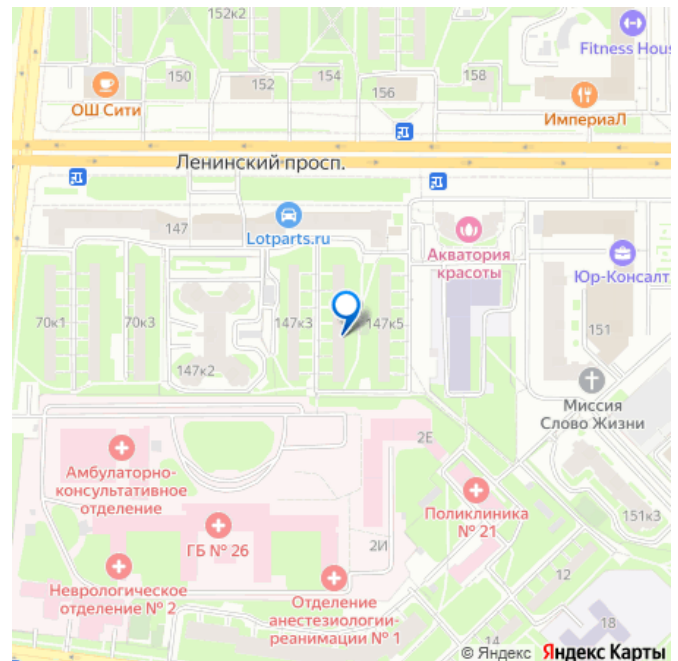 152к2
Fitness Hous
150
152
154
158
156
ОШ Сити
ИмпериаЛ
Ленинский просп.
147
Lotparts.ru
Акватория
красоты
Юр-Консалт
70к1
70к3
147к3
147к5
151
147к2
Миссия
Слово Жизни
2Е
Амбулаторно-
консультативное
отделение
Поликлиника
№ 21
151к3
ГБ № 26
2И
12
Неврологическое
отделение № 2
Отделение
анестезиологии-
реанимации № 1
18
14
© Яндекс Яндекс Карты